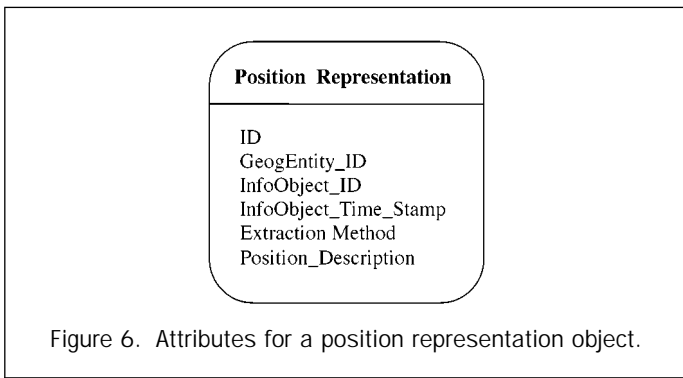 Position Representation
ID
GeogEntity_ID
InfoObject_ID
InfoObject_Time_Stamp
Extraction Method
Position_Description
Figure 6. Attributes for a position representation object.